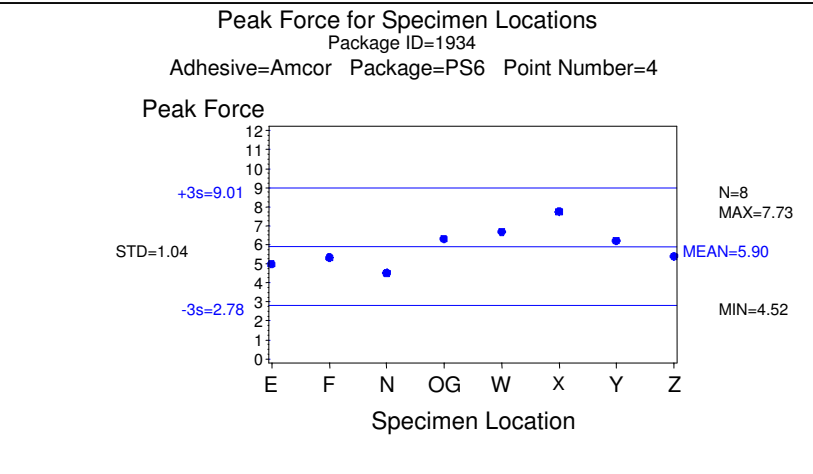 Peak Force for Specimen Locations
Package ID=1934
Adhesive=Amcor Package=PS6 Point Number=4
Peak Force
12
11
10
9
8
7
6
5
4
3
2
1
0
+3s=9.01
STD=1.04
-3s=2.78
N=8
MAX=7.73
MEAN=5.90
MIN=4.52
E F N OG W X Y Z
Specimen Location